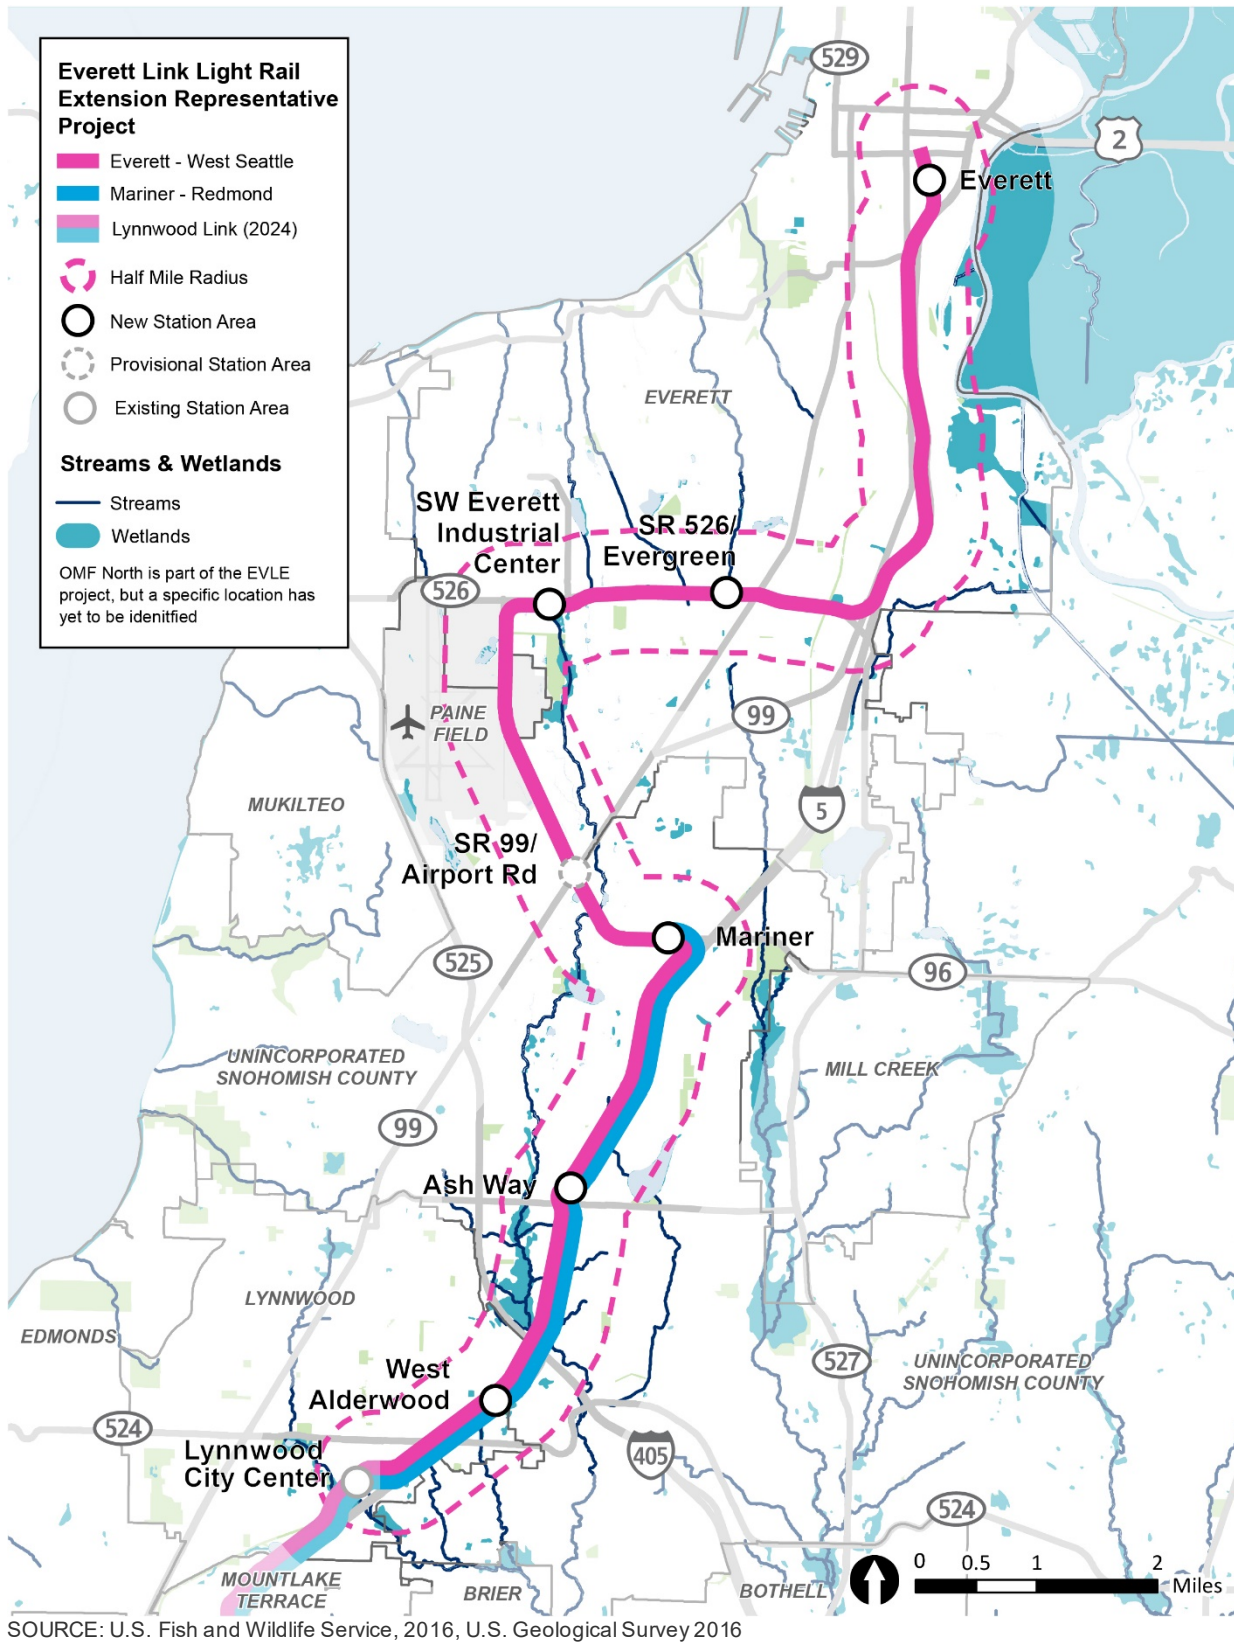 Everett Link Light Rail
Extension Representative
Project
Everett - West Seattle
Mariner - Redmond
Lynnwood Link (2024)
Half Mile Radius
New Station Area
Provisional Station Area
Existing Station Area
Streams & Wetlands
Streams
Wetlands
OMF North is part of the EVLE
project, but a specific location has
yet to be idenitfied
529
2
Everett
EVERETT
SW Everett
Industrial
Center
SR 526/
Evergreen
526
PAINE
FIELD
99
MUKILTEO
5
SR 99/
Airport Rd
Mariner
525
96
UNINCORPORATED
SNOHOMISH COUNTY
MILL CREEK
99
Ash Way
LYNNWOOD
EDMONDS
West
Alderwood
527
UNINCORPORATED
SNOHOMISH COUNTY
524
Lynnwood
City Center
405
524
MOUNTLAKE
TERRACE
BRIER
BOTHELL
0 0.5 1 2
Miles
SOURCE: U.S. Fish and Wildlife Service, 2016, U.S. Geological Survey 2016